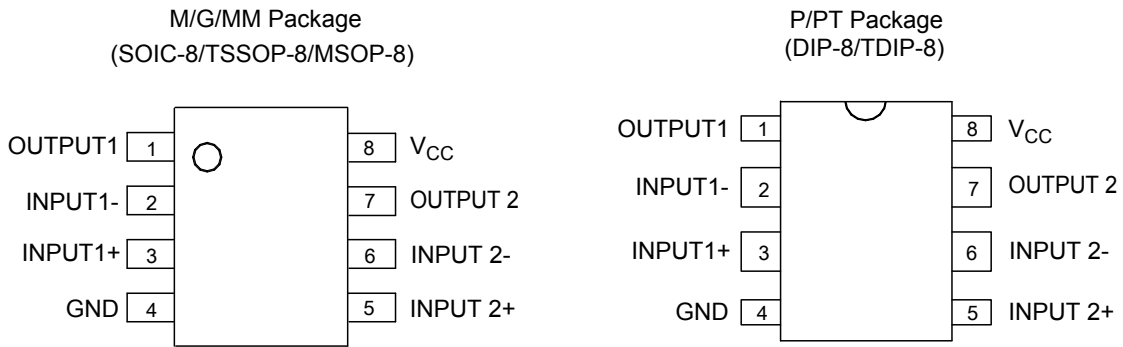 M/G/MM Package
(SOIC-8/TSSOP-8/MSOP-8)
OUTPUT1 1 8 VCC
INPUT1- 2 7 OUTPUT 2
INPUT1+ 3 6 INPUT 2-
GND 4 5 INPUT 2+
P/PT Package
(DIP-8/TDIP-8)
OUTPUT1 1 8 VCC
INPUT1- 2 7 OUTPUT 2
INPUT1+ 3 6 INPUT 2-
GND 4 5 INPUT 2+